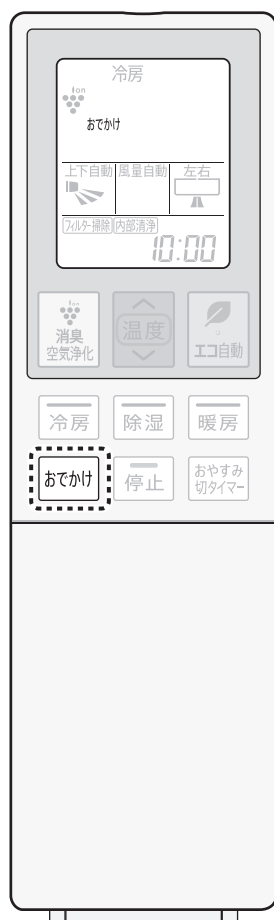 冷房
ion
おでかけ
上下自動 風量自動 左右
フィルター掃除 内部清浄
10:00
ion
消臭
空気浄化
温度
エコ自動
冷房 除湿 暖房
おでかけ 停止 おやすみ
切タイマー